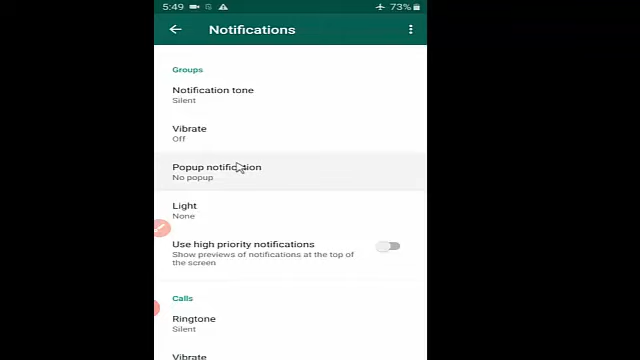 5:49
73%
Notifications
Groups
Notification tone
Silent
Vibrate
Off
Popup notification
No popup
Light
None
Use high priority notifications
Show previews of notifications at the top of
the screen
Calls
Ringtone
Silent
Vibrate